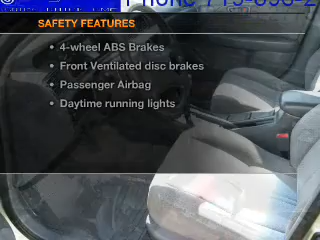 SAFETY FEATURES
• 4-wheel ABS Brakes
• Front Ventilated disc brakes
• Passenger Airbag
• Daytime running lights